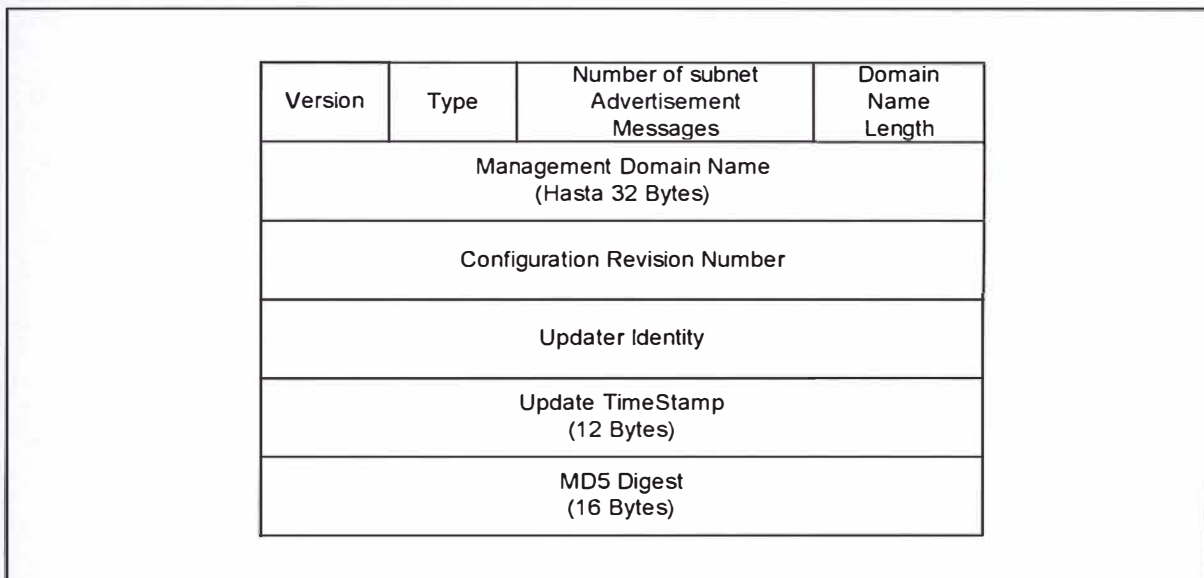 Version
Type
Number of subnet
Advertisement
Messages
Domain
Name
Length
Management Domain Name
(Hasta 32 Bytes)
Configuration Revision Number
Updater Identity
Update TimeStamp
(12 Bytes)
MD5 Digest
(16 Bytes)